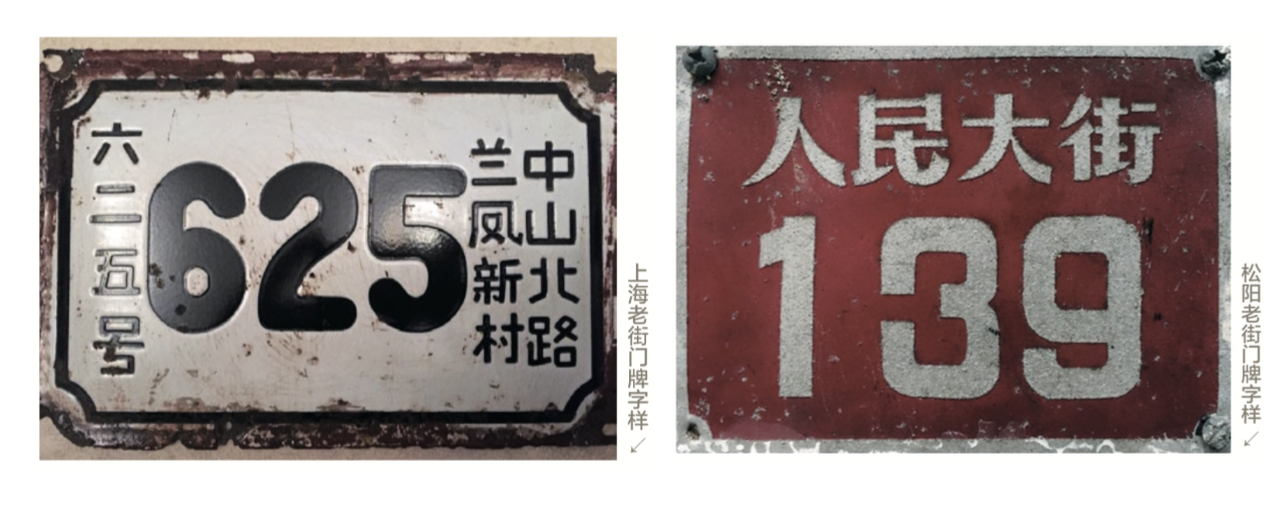 中山北路
兰凤新村
625
六二五号
上海老街门牌字样↙
人民大街
139
松阳老街门牌字样↙